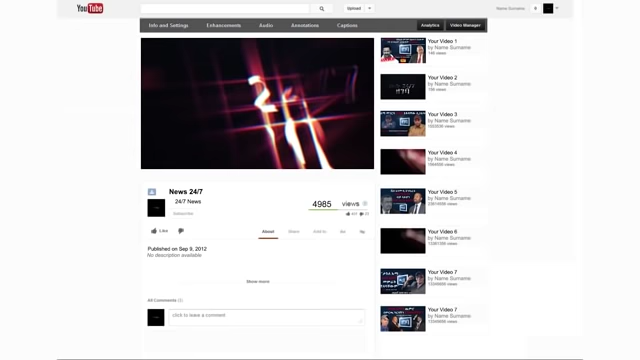 YouTube
Upload
Name Surname
0
Info and Settings
Enhancements
Audio
Annotations
Captions
Analytics
Video Manager
Your Video 1
by Name Surname
Your Video 2
by Name Surname
Your Video 3
by Name Surname
Your Video 4
by Name Surname
Your Video 5
by Name Surname
Your Video 6
by Name Surname
Your Video 7
by Name Surname
Your Video 7
by Name Surname
News 24/7
24/7 News
Subscribe
4985 views
Like
About
Share
Add to
Published on Sep 9, 2012
No description available
Show more
All Comments
click to leave a comment